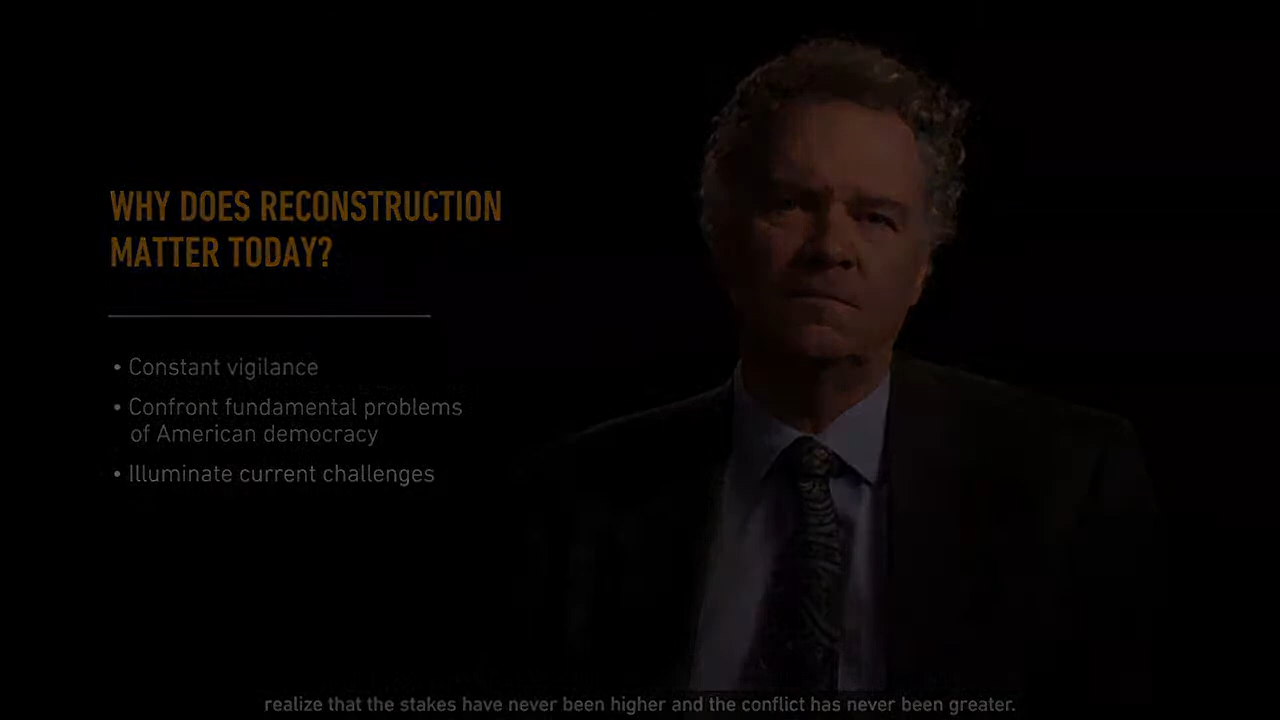 WHY DOES RECONSTRUCTION
MATTER TODAY?
• Constant vigilance
• Confront fundamental problems
of American democracy
• Illuminate current challenges
realize that the stakes have never been higher and the conflict has never been greater.